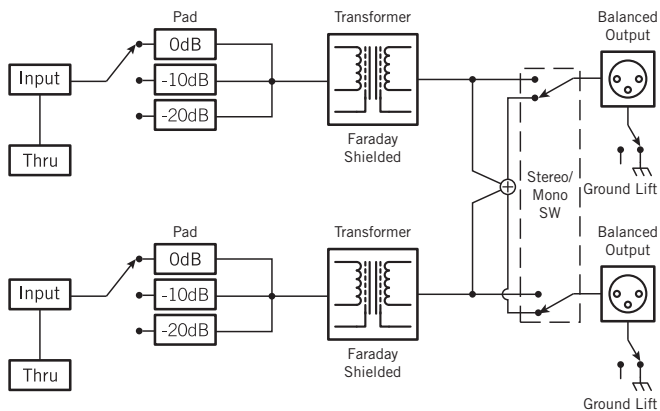 Pad
Transformer
Balanced
Output
Input
0dB
-10dB
-20dB
Thru
Faraday
Shielded
Stereo/
Mono
SW
Ground Lift
Pad
Transformer
Balanced
Output
Input
0dB
-10dB
-20dB
Thru
Faraday
Shielded
Ground Lift